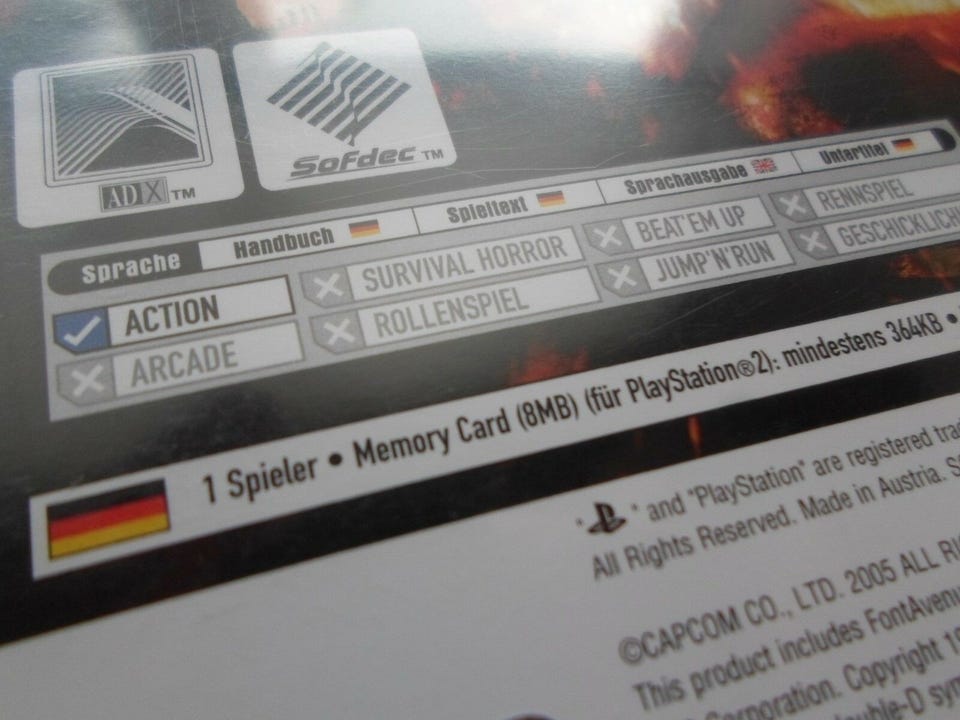 ADX™
Sofdec™
Sprache Handbuch Spieltext Sprachausgabe Untertitel
ACTION SURVIVAL HORROR BEAT'EM UP RENNSPIEL
ARCADE ROLLENSPIEL JUMP'N'RUN
1 Spieler • Memory Card (8MB) (für PlayStation®2): mindestens 364KB •
" " and "PlayStation" are registered
All Rights Reserved. Made in Austria.
©CAPCOM CO., LTD. 2005 ALL
This product includes
Corporation. Copyright